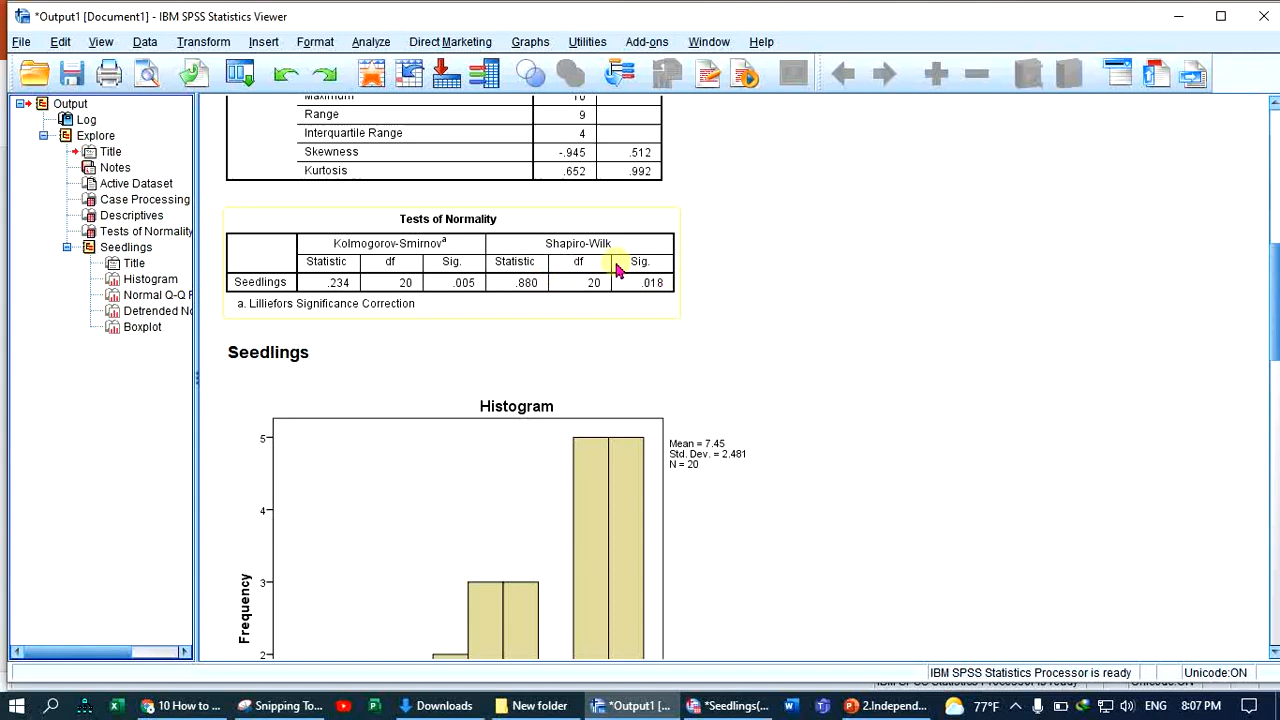 *Output1 [Document1] - IBM SPSS Statistics Viewer
File Edit View Data Transform Insert Format Analyze Direct Marketing Graphs Utilities Add-ons Window Help
Output
Log
Explore
Title
Notes
Active Dataset
Case Processing
Descriptives
Tests of Normality
Seedlings
Title
Histogram
Normal Q-Q
Detrended No
Boxplot
Maximum 10
Range 9
Interquartile Range 4
Skewness -.945 .512
Kurtosis .652 .992
Tests of Normality
Kolmogorov-Smirnov a Shapiro-Wilk
Statistic df Sig. Statistic df Sig.
Seedlings .234 20 .005 .880 20 .018
a. Lilliefors Significance Correction
Seedlings
Histogram
Mean = 7.45
Std. Dev. = 2.481
N = 20
Frequency
5
4
3
2
IBM SPSS Statistics Processor is ready Unicode:ON
10 How to ... Snipping To... Downloads New folder *Output1 [... *Seedlings(... 2.Independ... 77°F ENG 8:07 PM